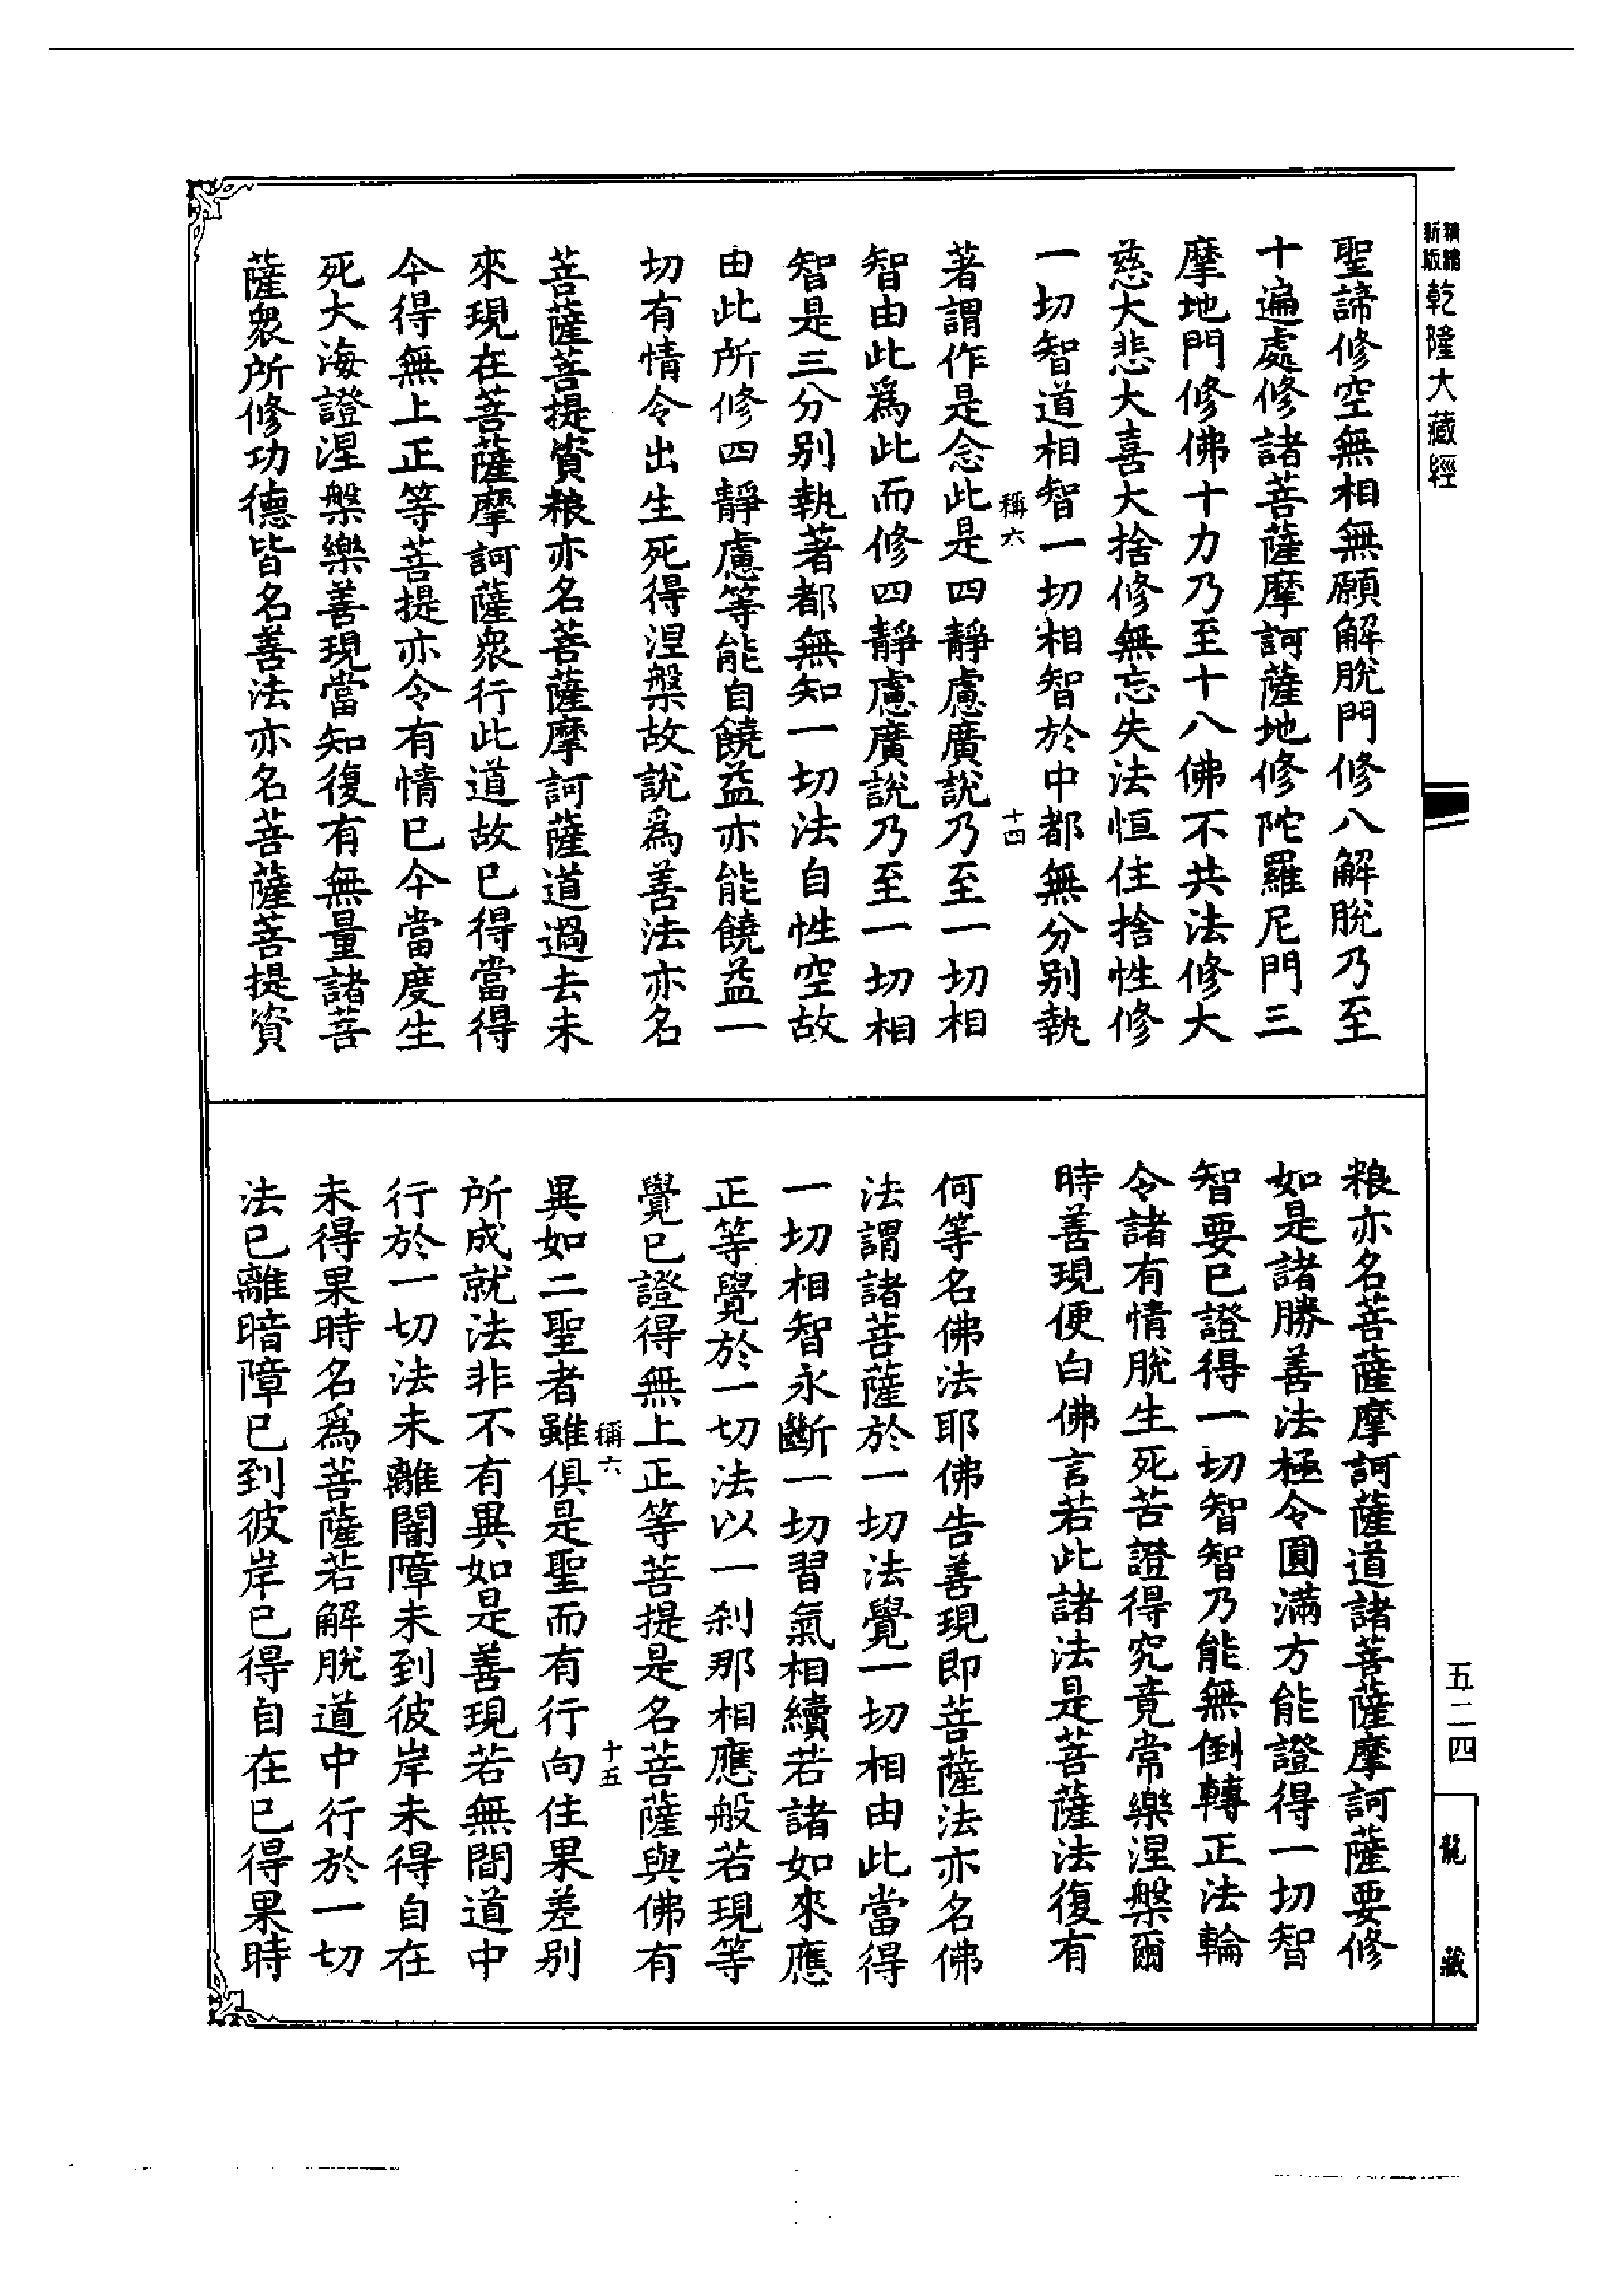 新版 精縮
乾隆大藏經
聖諦修空無相無願解脫門修八解脫乃至
十遍處修諸菩薩摩訶薩地修陀羅尼門三
摩地門修佛十力乃至十八佛不共法修大
慈大悲大喜大捨修無忘失法恒住捨性修
一切智道相智一切相智於中都無分別執
稱六 十四
著謂作是念此是四靜慮廣說乃至一切相
智由此爲此而修四靜慮廣說乃至一切相
智是三分別執著都無知一切法自性空故
由此所修四靜慮等能自饒益亦能饒益一
切有情令出生死得涅槃故說爲善法亦名
菩薩菩提資粮亦名菩薩摩訶薩道過去未
來現在菩薩摩訶薩衆行此道故已得當得
今得無上正等菩提亦令有情已今當度生
死大海證涅槃樂善現當知復有無量諸菩
薩衆所修功德皆名善法亦名菩薩菩提資
粮亦名菩薩摩訶薩道諸菩薩摩訶薩要修
如是諸勝善法極令圓滿方能證得一切智
智要已證得一切智智乃能無倒轉正法輪
令諸有情脫生死苦證得究竟常樂涅槃爾
時善現便白佛言若此諸法是菩薩法復有
何等名佛法耶佛告善現即菩薩法亦名佛
法謂諸菩薩於一切法覺一切相由此當得
一切相智永斷一切習氣相續若諸如來應
正等覺於一切法以一剎那相應般若現等
覺已證得無上正等菩提是名菩薩與佛有
稱六 十五
異如二聖者雖俱是聖而有行向住果差別
所成就法非不有異如是善現若無間道中
行於一切法未離闇障未到彼岸未得自在
未得果時名爲菩薩若解脫道中行於一切
法已離暗障已到彼岸已得自在已得果時
五二四
龍藏